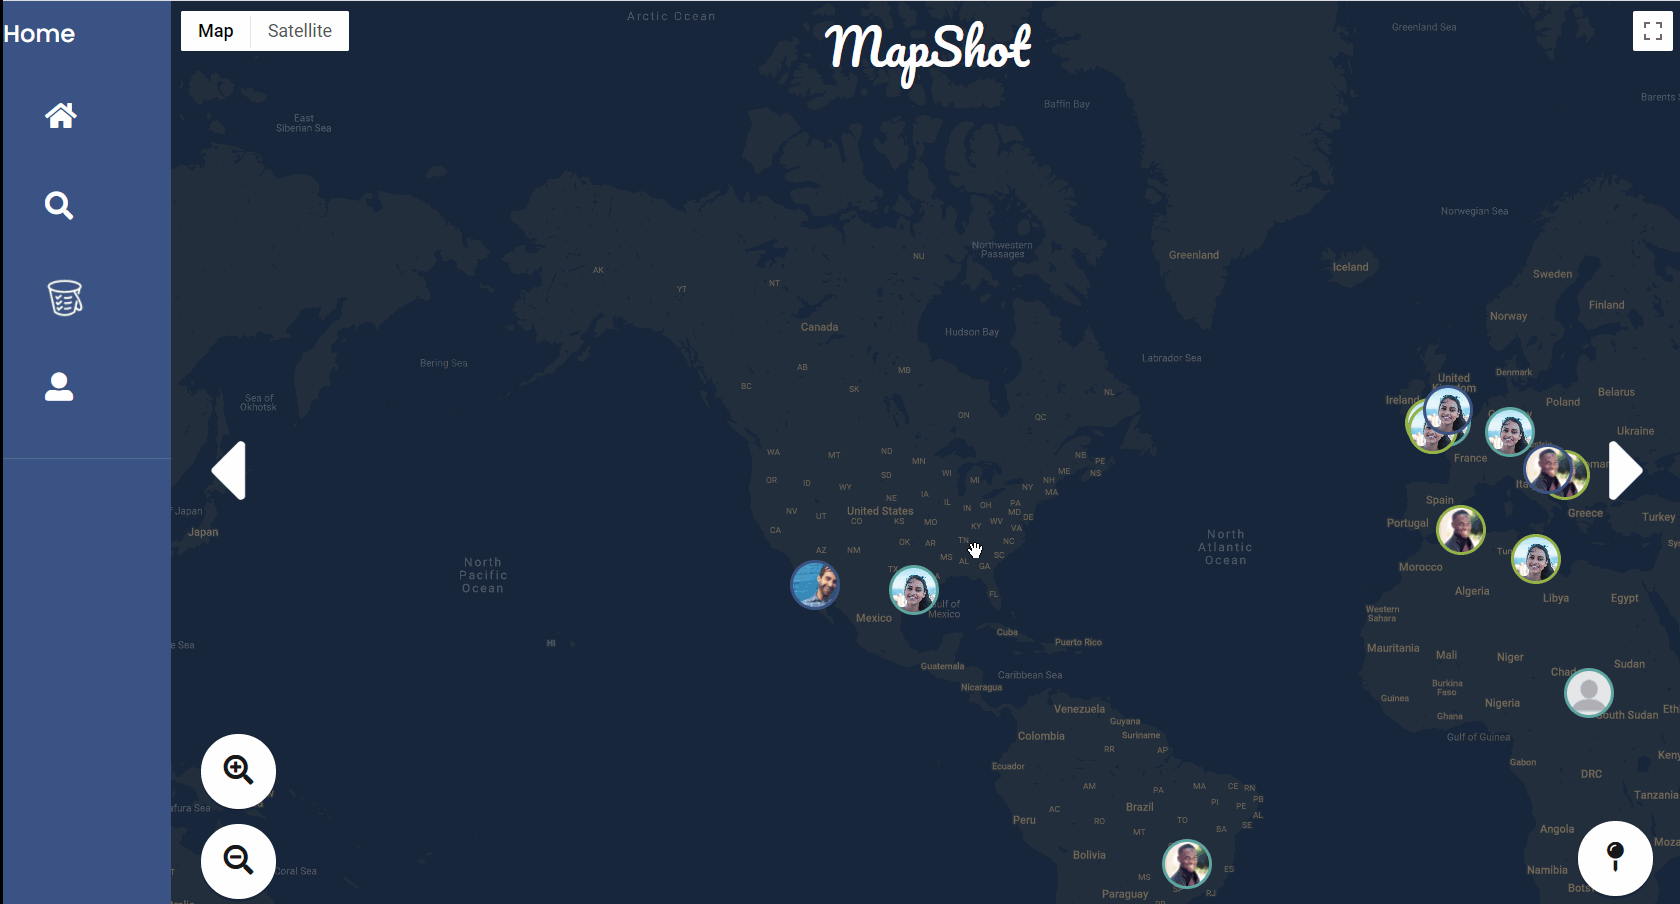 Home
Map
Satellite
MapShot
Arctic Ocean
Greenland Sea
Barents S
Baffin Bay
East
Siberian Sea
Norwegian Sea
Northwestern
Passages
NU
Greenland
Iceland
AK
YT
NT
Sweden
Finland
Norway
Canada
Hudson Bay
Bering Sea
Labrador Sea
AB
MB
BC
SK
NL
United
Kingdom
Denmark
Ireland
Belarus
Poland
Sea of
Okhotsk
ON
QC
Ukraine
WA
MT
ND
MN
NB
PE
France
OR
ID
SD
WI
MI
ME
NS
WY
NY
NH
MA
NE
IA
Spain
NV
UT
United States
CO
KS
MO
IL
IN
OH
PA
MD
DE
KY
WV
VA
f Japan
Japan
CA
Portugal
Greece
Turkey
AZ
NM
OK
AR
TN
NC
MS
AL
GA
SC
North
Atlantic
Ocean
North
Pacific
Ocean
TX
FL
Morocco
Algeria
Libya
Egypt
Gulf of
Mexico
Mexico
Western
Sahara
Cuba
Puerto Rico
HI
e Sea
Mauritania
Mali
Niger
Chad
Sudan
Guatemala
Caribbean Sea
Nicaragua
Burkina
Faso
Guinea
Nigeria
Ghana
South Sudan
Eth
Venezuela
Guyana
Suriname
Colombia
Gulf of Guinea
RR
AP
Ecuador
Gabon
Keny
DRC
Tanzania
AM
PA
MA
CE
RN
PB
Brazil
PI
PE
AL
AC
Peru
RO
TO
SE
BA
MT
Angola
Moza
afura Sea
Bolivia
Coral Sea
MS
ES
Namibia
Bots
Paraguay
SP
RJ